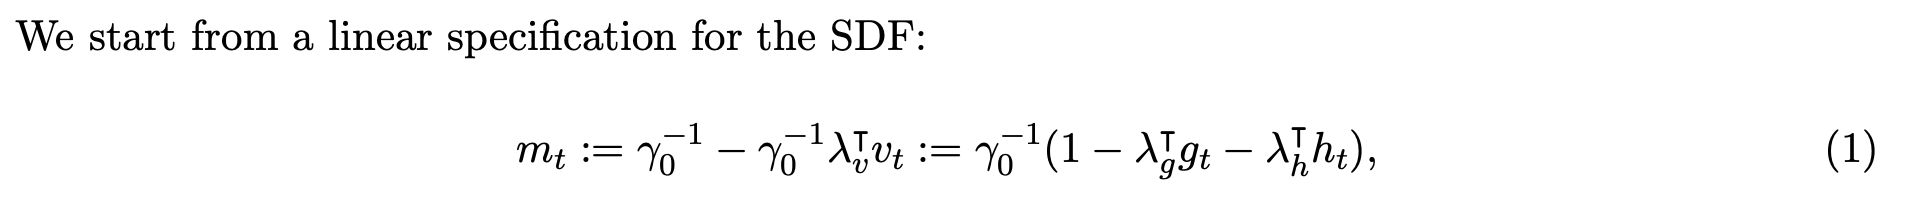 We start from a linear specification for the SDF:
m_t := γ_0^{-1} − γ_0^{-1} λ_v^⊺ v_t := γ_0^{-1}(1 − λ_g^⊺ g_t − λ_h^⊺ h_t), (1)